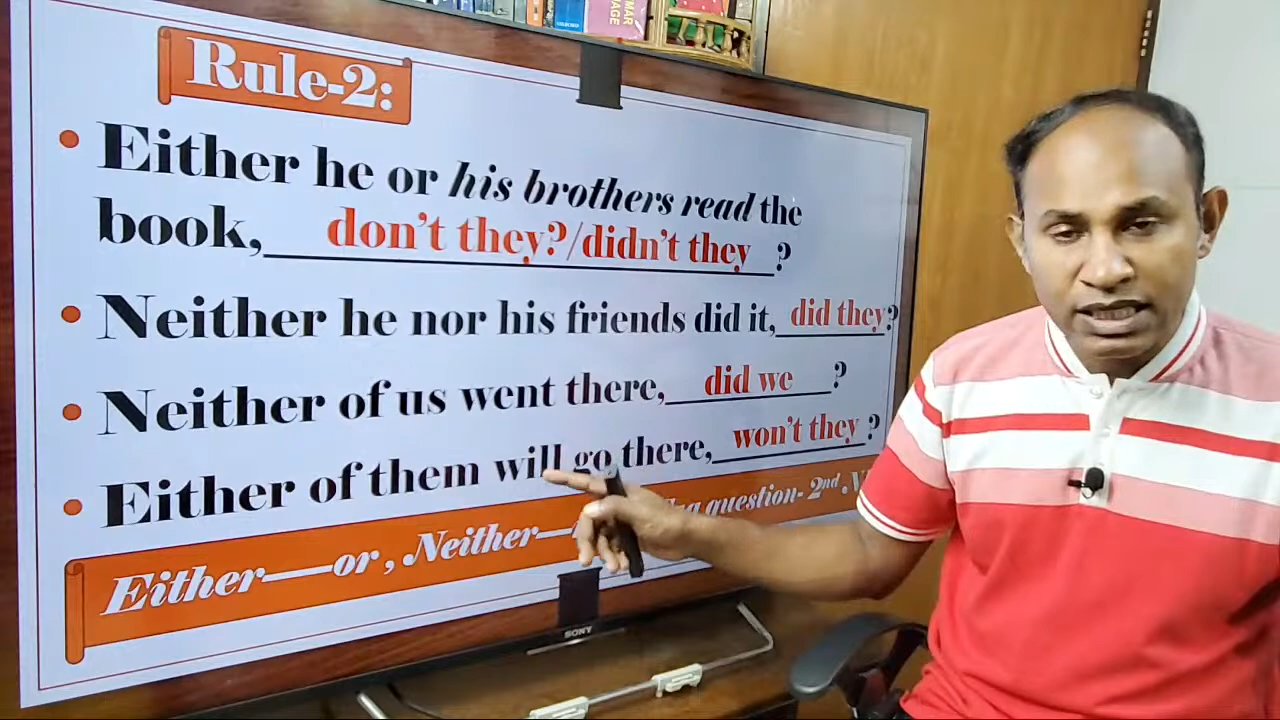 MAR
AGE
Rule-2:
• Either he or his brothers read the
book, don't they?/didn't they ?
• Neither he nor his friends did it, did they?
• Neither of us went there, did we ?
• Either of them will go there, won't they ?
Either—or , Neither— question- 2nd
SONY